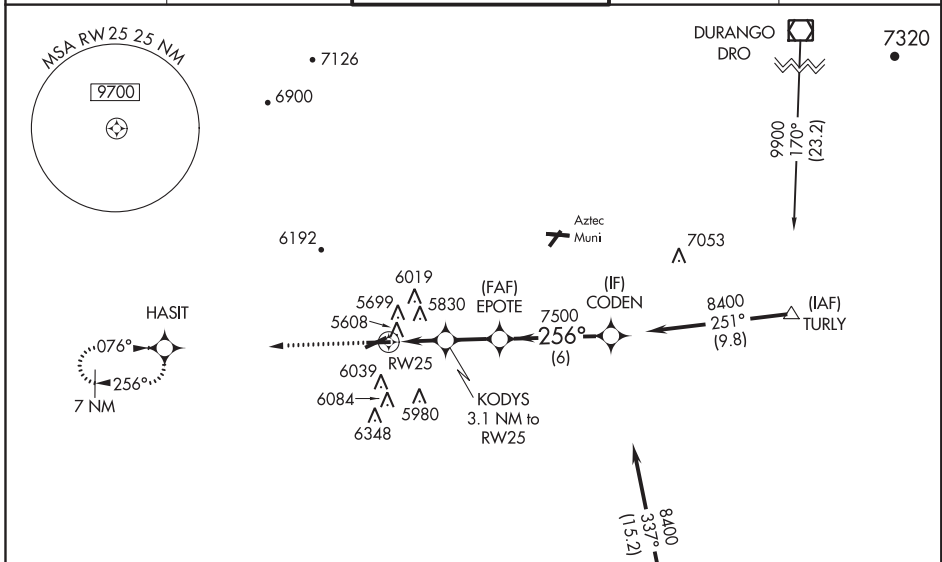 MSA RW25 25 NM
9700
7126
6900
DURANGO
DRO
7320
9900
170°
(23.2)
6192
Aztec
Muni
7053
6019
5699
5830
5608
(FAF)
EPOTE
(IF)
CODEN
7500
256°
(6)
8400
251°
(9.8)
(IAF)
TURLY
HASIT
076°
256°
7 NM
RW25
6039
6084
5980
6348
KODYS
3.1 NM to
RW25
8400
337°
(15.2)